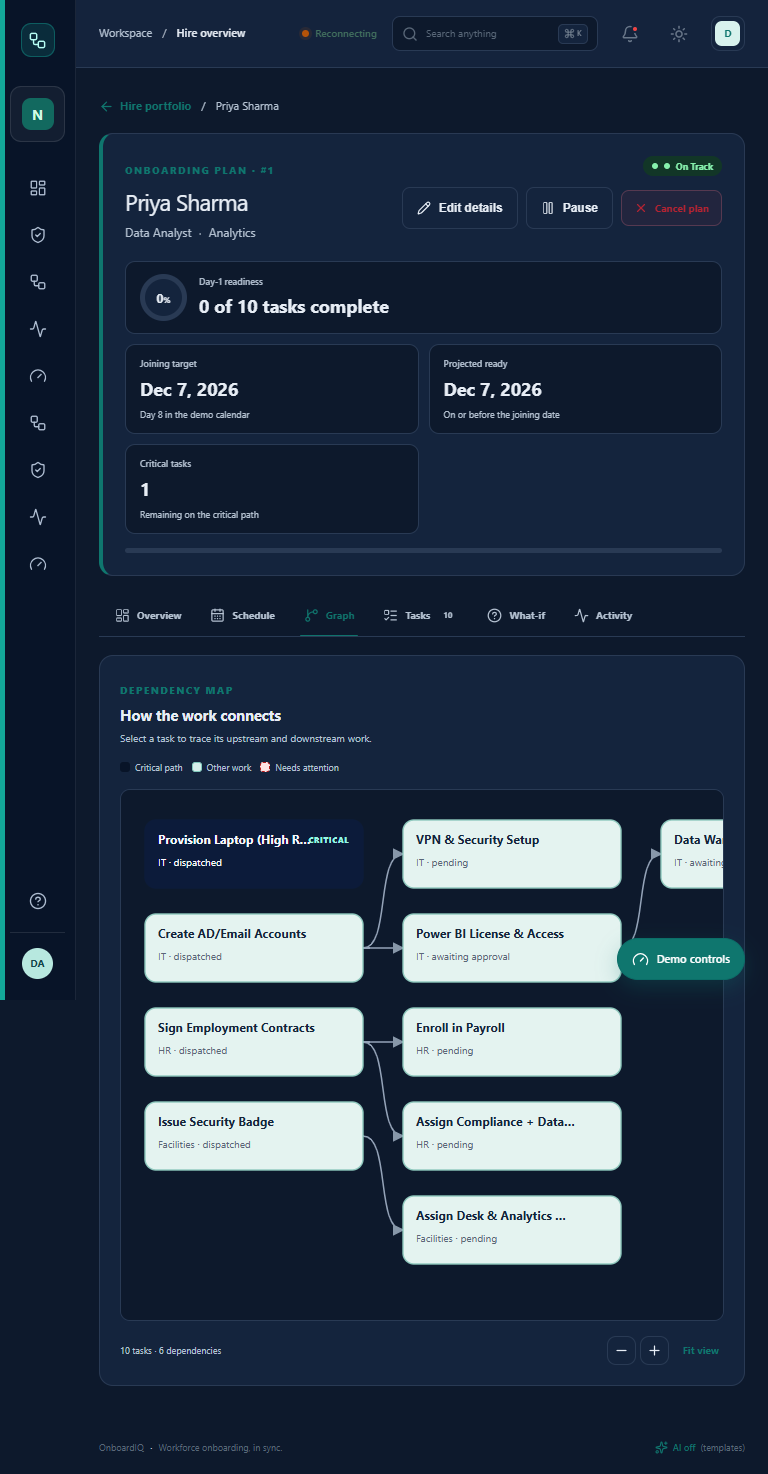 Workspace / Hire overview
Reconnecting
Search anything
⌘ K
D
N
← Hire portfolio / Priya Sharma
ONBOARDING PLAN · #1
On Track
Priya Sharma
Data Analyst · Analytics
Edit details
Pause
Cancel plan
0%
Day-1 readiness
0 of 10 tasks complete
Joining target
Dec 7, 2026
Day 8 in the demo calendar
Projected ready
Dec 7, 2026
On or before the joining date
Critical tasks
1
Remaining on the critical path
Overview
Schedule
Graph
Tasks 10
What-if
Activity
DEPENDENCY MAP
How the work connects
Select a task to trace its upstream and downstream work.
Critical path
Other work
Needs attention
Provision Laptop (High R...
CRITICAL
IT · dispatched
VPN & Security Setup
IT · pending
Data Wa
IT · awaiting
Create AD/Email Accounts
IT · dispatched
Power BI License & Access
IT · awaiting approval
Demo controls
DA
Sign Employment Contracts
HR · dispatched
Enroll in Payroll
HR · pending
Issue Security Badge
Facilities · dispatched
Assign Compliance + Data...
HR · pending
Assign Desk & Analytics ...
Facilities · pending
10 tasks · 6 dependencies
Fit view
OnboardIQ · Workforce onboarding, in sync.
AI off (templates)